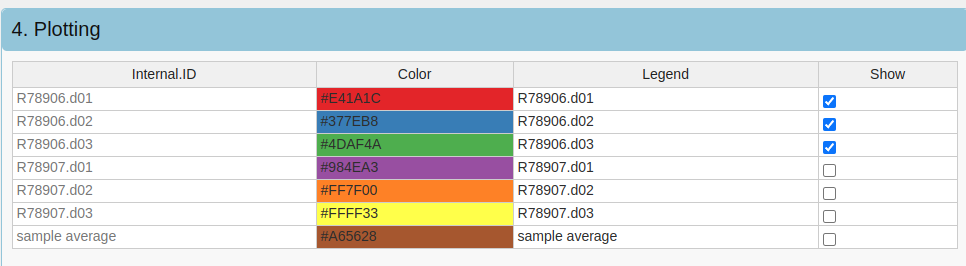 4. Plotting
Internal.ID Color Legend Show
R78906.d01 #E41A1C R78906.d01
R78906.d02 #377EB8 R78906.d02
R78906.d03 #4DAF4A R78906.d03
R78907.d01 #984EA3 R78907.d01
R78907.d02 #FF7F00 R78907.d02
R78907.d03 #FFFF33 R78907.d03
sample average #A65628 sample average